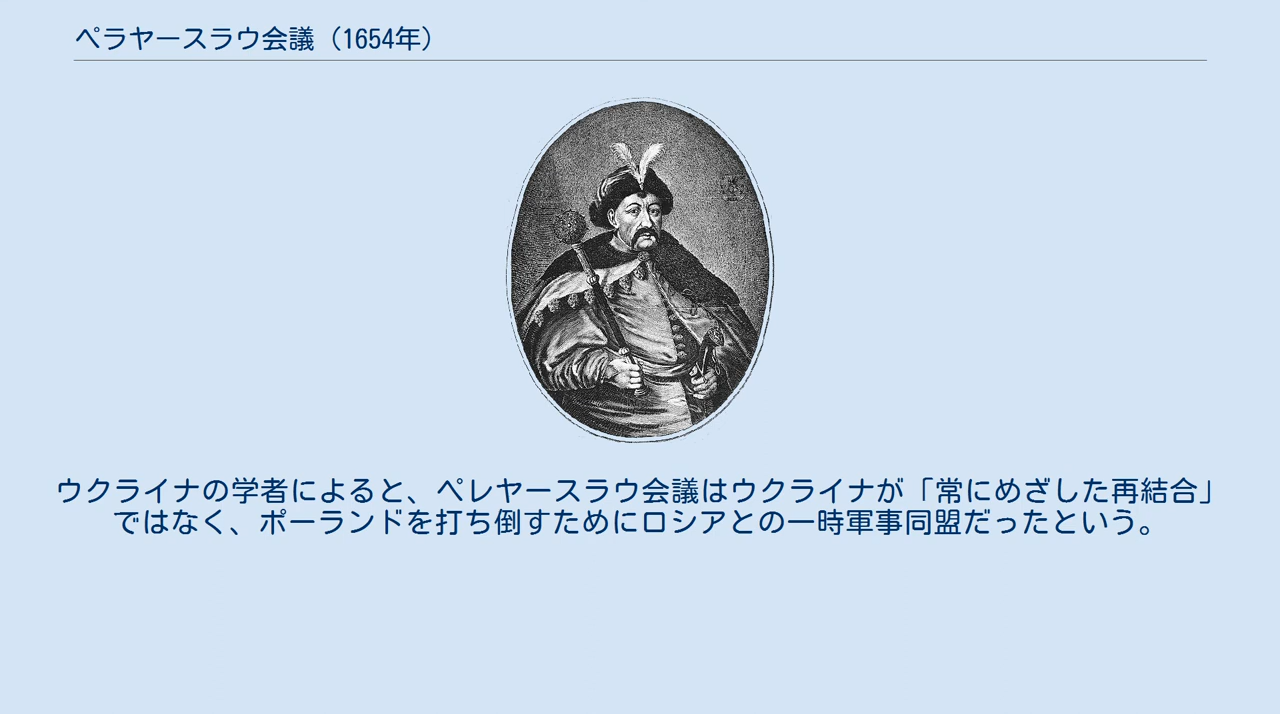 ペラヤースラウ会議（1654年）
ウクライナの学者によると、ペレヤースラウ会議はウクライナが「常にめざした再結合」
ではなく、ポーランドを打ち倒すためにロシアとの一時軍事同盟だったという。